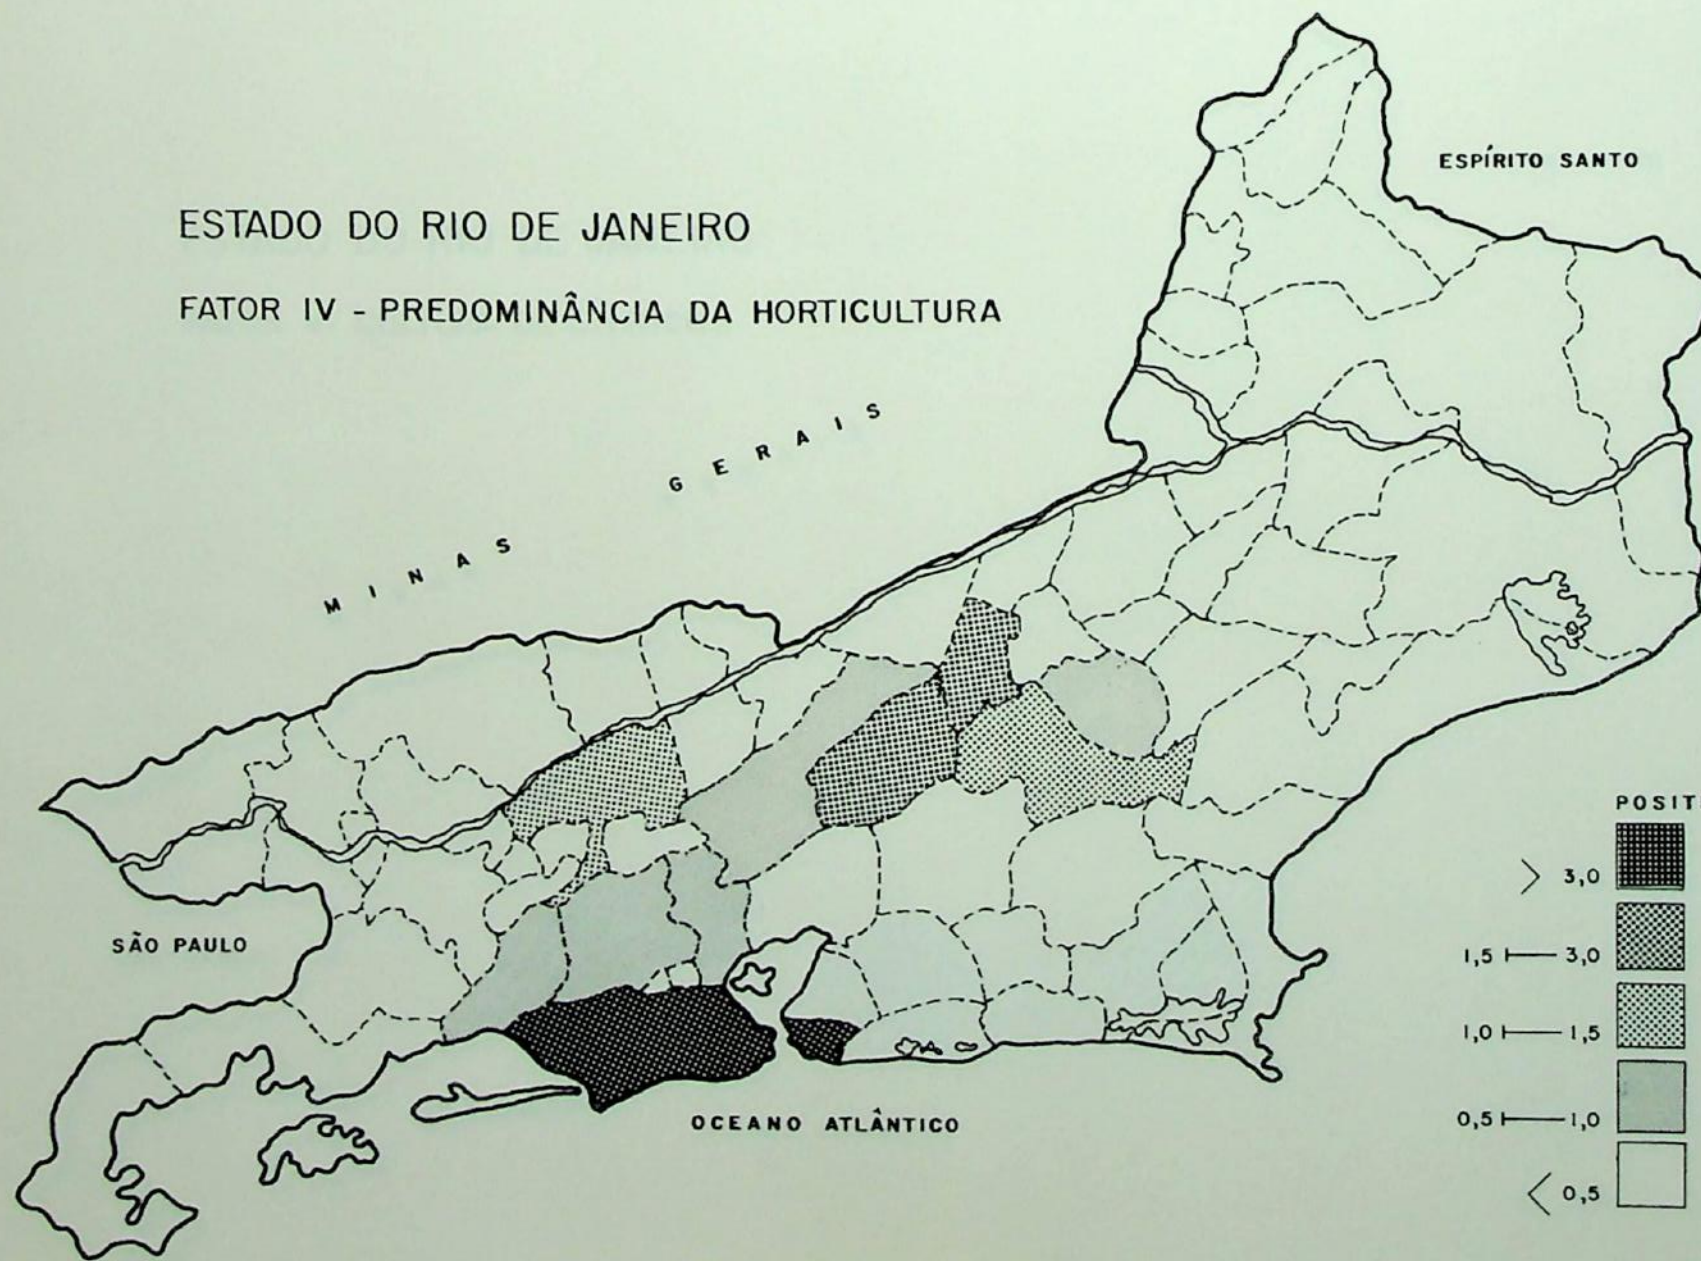 ESTADO DO RIO DE JANEIRO
FATOR IV - PREDOMINÂNCIA DA HORTICULTURA
ESPÍRITO SANTO
MINAS GERAIS
SÃO PAULO
OCEANO ATLÂNTICO
POSIT
> 3,0
1,5 ⊢ 3,0
1,0 ⊢ 1,5
0,5 ⊢ 1,0
< 0,5